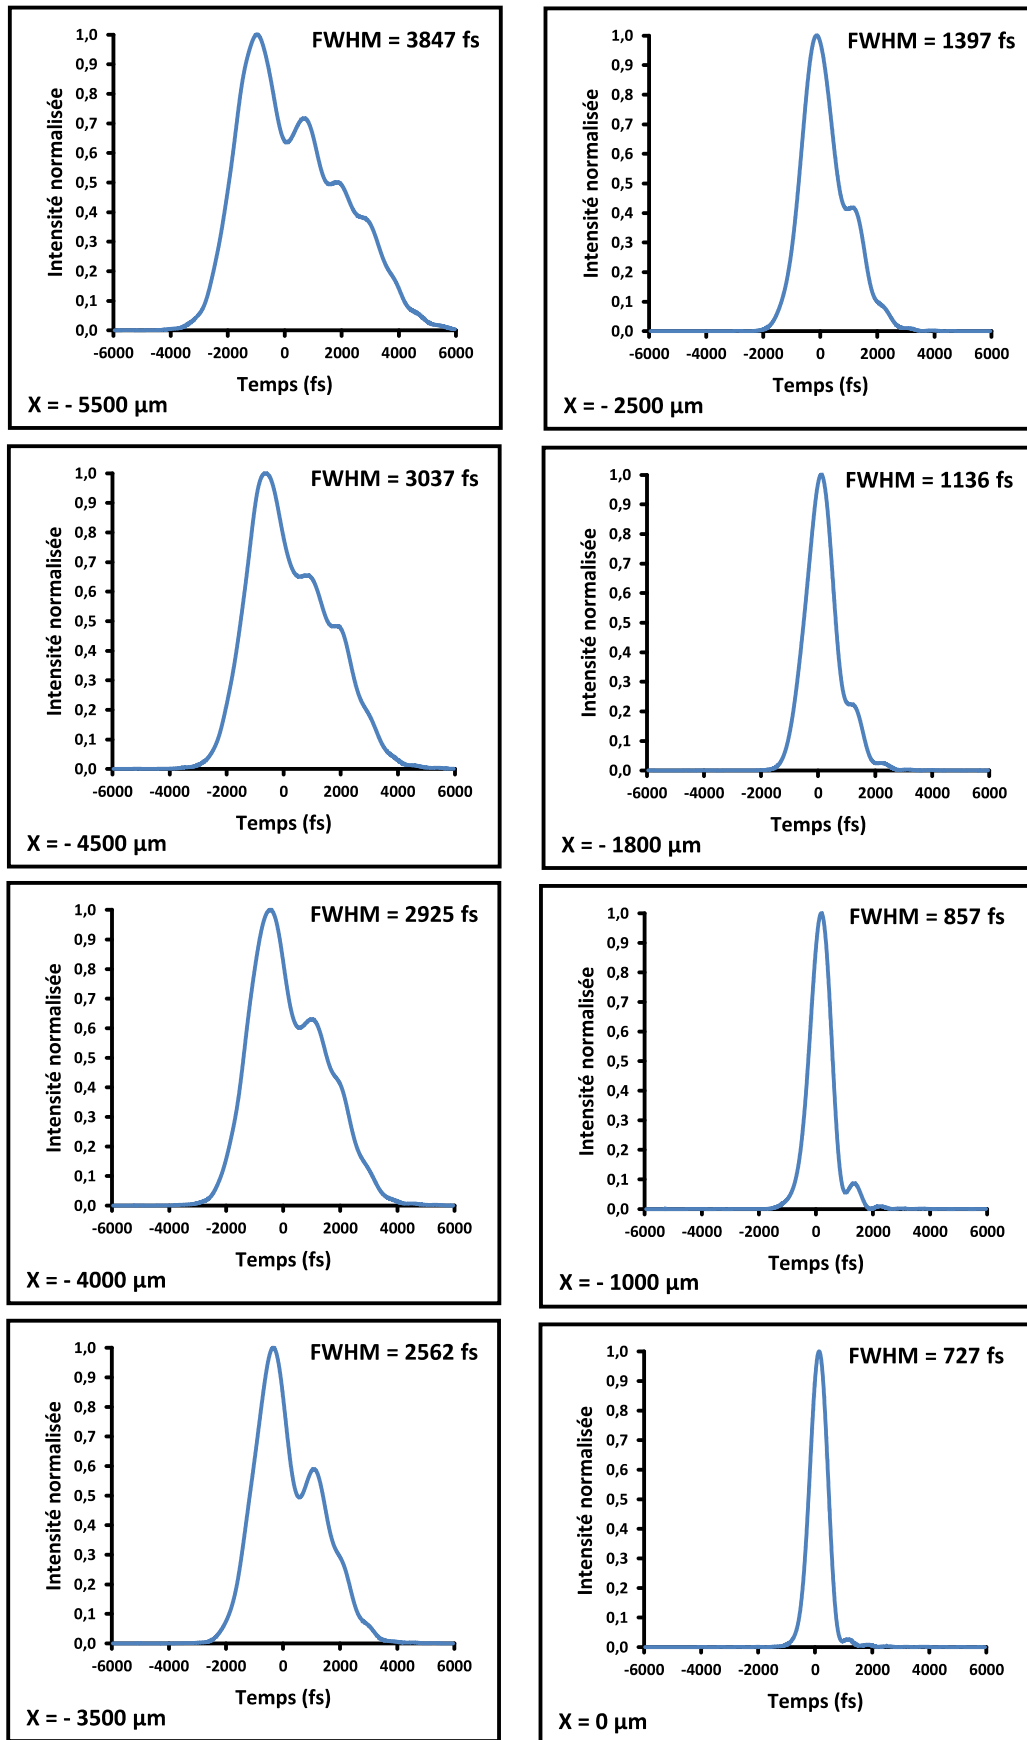 FWHM = 3847 fs
Intensité normalisée
1,0
0,9
0,8
0,7
0,6
0,5
0,4
0,3
0,2
0,1
0,0
-6000 -4000 -2000 0 2000 4000 6000
Temps (fs)
X = - 5500 µm
FWHM = 1397 fs
Intensité normalisée
1,0
0,9
0,8
0,7
0,6
0,5
0,4
0,3
0,2
0,1
0,0
-6000 -4000 -2000 0 2000 4000 6000
Temps (fs)
X = - 2500 µm
FWHM = 3037 fs
Intensité normalisée
1,0
0,9
0,8
0,7
0,6
0,5
0,4
0,3
0,2
0,1
0,0
-6000 -4000 -2000 0 2000 4000 6000
Temps (fs)
X = - 4500 µm
FWHM = 1136 fs
Intensité normalisée
1,0
0,9
0,8
0,7
0,6
0,5
0,4
0,3
0,2
0,1
0,0
-6000 -4000 -2000 0 2000 4000 6000
Temps (fs)
X = - 1800 µm
FWHM = 2925 fs
Intensité normalisée
1,0
0,9
0,8
0,7
0,6
0,5
0,4
0,3
0,2
0,1
0,0
-6000 -4000 -2000 0 2000 4000 6000
Temps (fs)
X = - 4000 µm
FWHM = 857 fs
Intensité normalisée
1,0
0,9
0,8
0,7
0,6
0,5
0,4
0,3
0,2
0,1
0,0
-6000 -4000 -2000 0 2000 4000 6000
Temps (fs)
X = - 1000 µm
FWHM = 2562 fs
Intensité normalisée
1,0
0,9
0,8
0,7
0,6
0,5
0,4
0,3
0,2
0,1
0,0
-6000 -4000 -2000 0 2000 4000 6000
Temps (fs)
X = - 3500 µm
FWHM = 727 fs
Intensité normalisée
1,0
0,9
0,8
0,7
0,6
0,5
0,4
0,3
0,2
0,1
0,0
-6000 -4000 -2000 0 2000 4000 6000
Temps (fs)
X = 0 µm